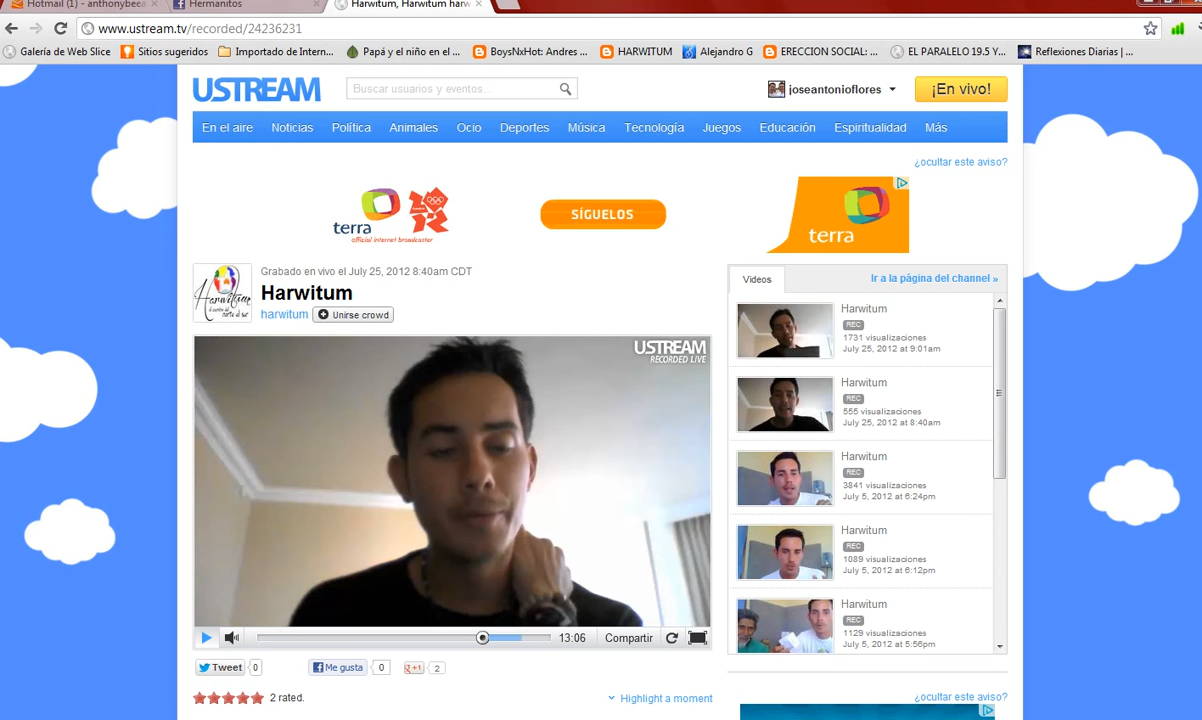 Hotmail (1) - anthonybeea
Hermanitos
Harwitum, Harwitum harw
www.ustream.tv/recorded/24236231
Galería de Web Slice
Sitios sugeridos
Importado de Intern...
Papá y el niño en el ...
BoysNxHot: Andres ...
HARWITUM
Alejandro G
ERECCION SOCIAL: ...
EL PARALELO 19.5 Y...
Reflexiones Diarias | ...
USTREAM
Buscar usuarios y eventos...
joseantonioflores
¡En vivo!
En el aire
Noticias
Política
Animales
Ocio
Deportes
Música
Tecnología
Juegos
Educación
Espiritualidad
Más
¿ocultar este aviso?
terra
official internet broadcaster
SÍGUELOS
terra
Grabado en vivo el July 25, 2012 8:40am CDT
Harwitum
harwitum
Unirse crowd
Harwitum
USTREAM
RECORDED LIVE
13:06
Compartir
Tweet
0
Me gusta
0
+1
2
2 rated.
Highlight a moment
Videos
Ir a la página del channel »
Harwitum
REC
1731 visualizaciones
July 25, 2012 at 9:01am
Harwitum
REC
555 visualizaciones
July 25, 2012 at 8:40am
Harwitum
REC
3841 visualizaciones
July 5, 2012 at 6:24pm
Harwitum
REC
1089 visualizaciones
July 5, 2012 at 6:12pm
Harwitum
REC
1129 visualizaciones
July 5, 2012 at 5:56pm
¿ocultar este aviso?